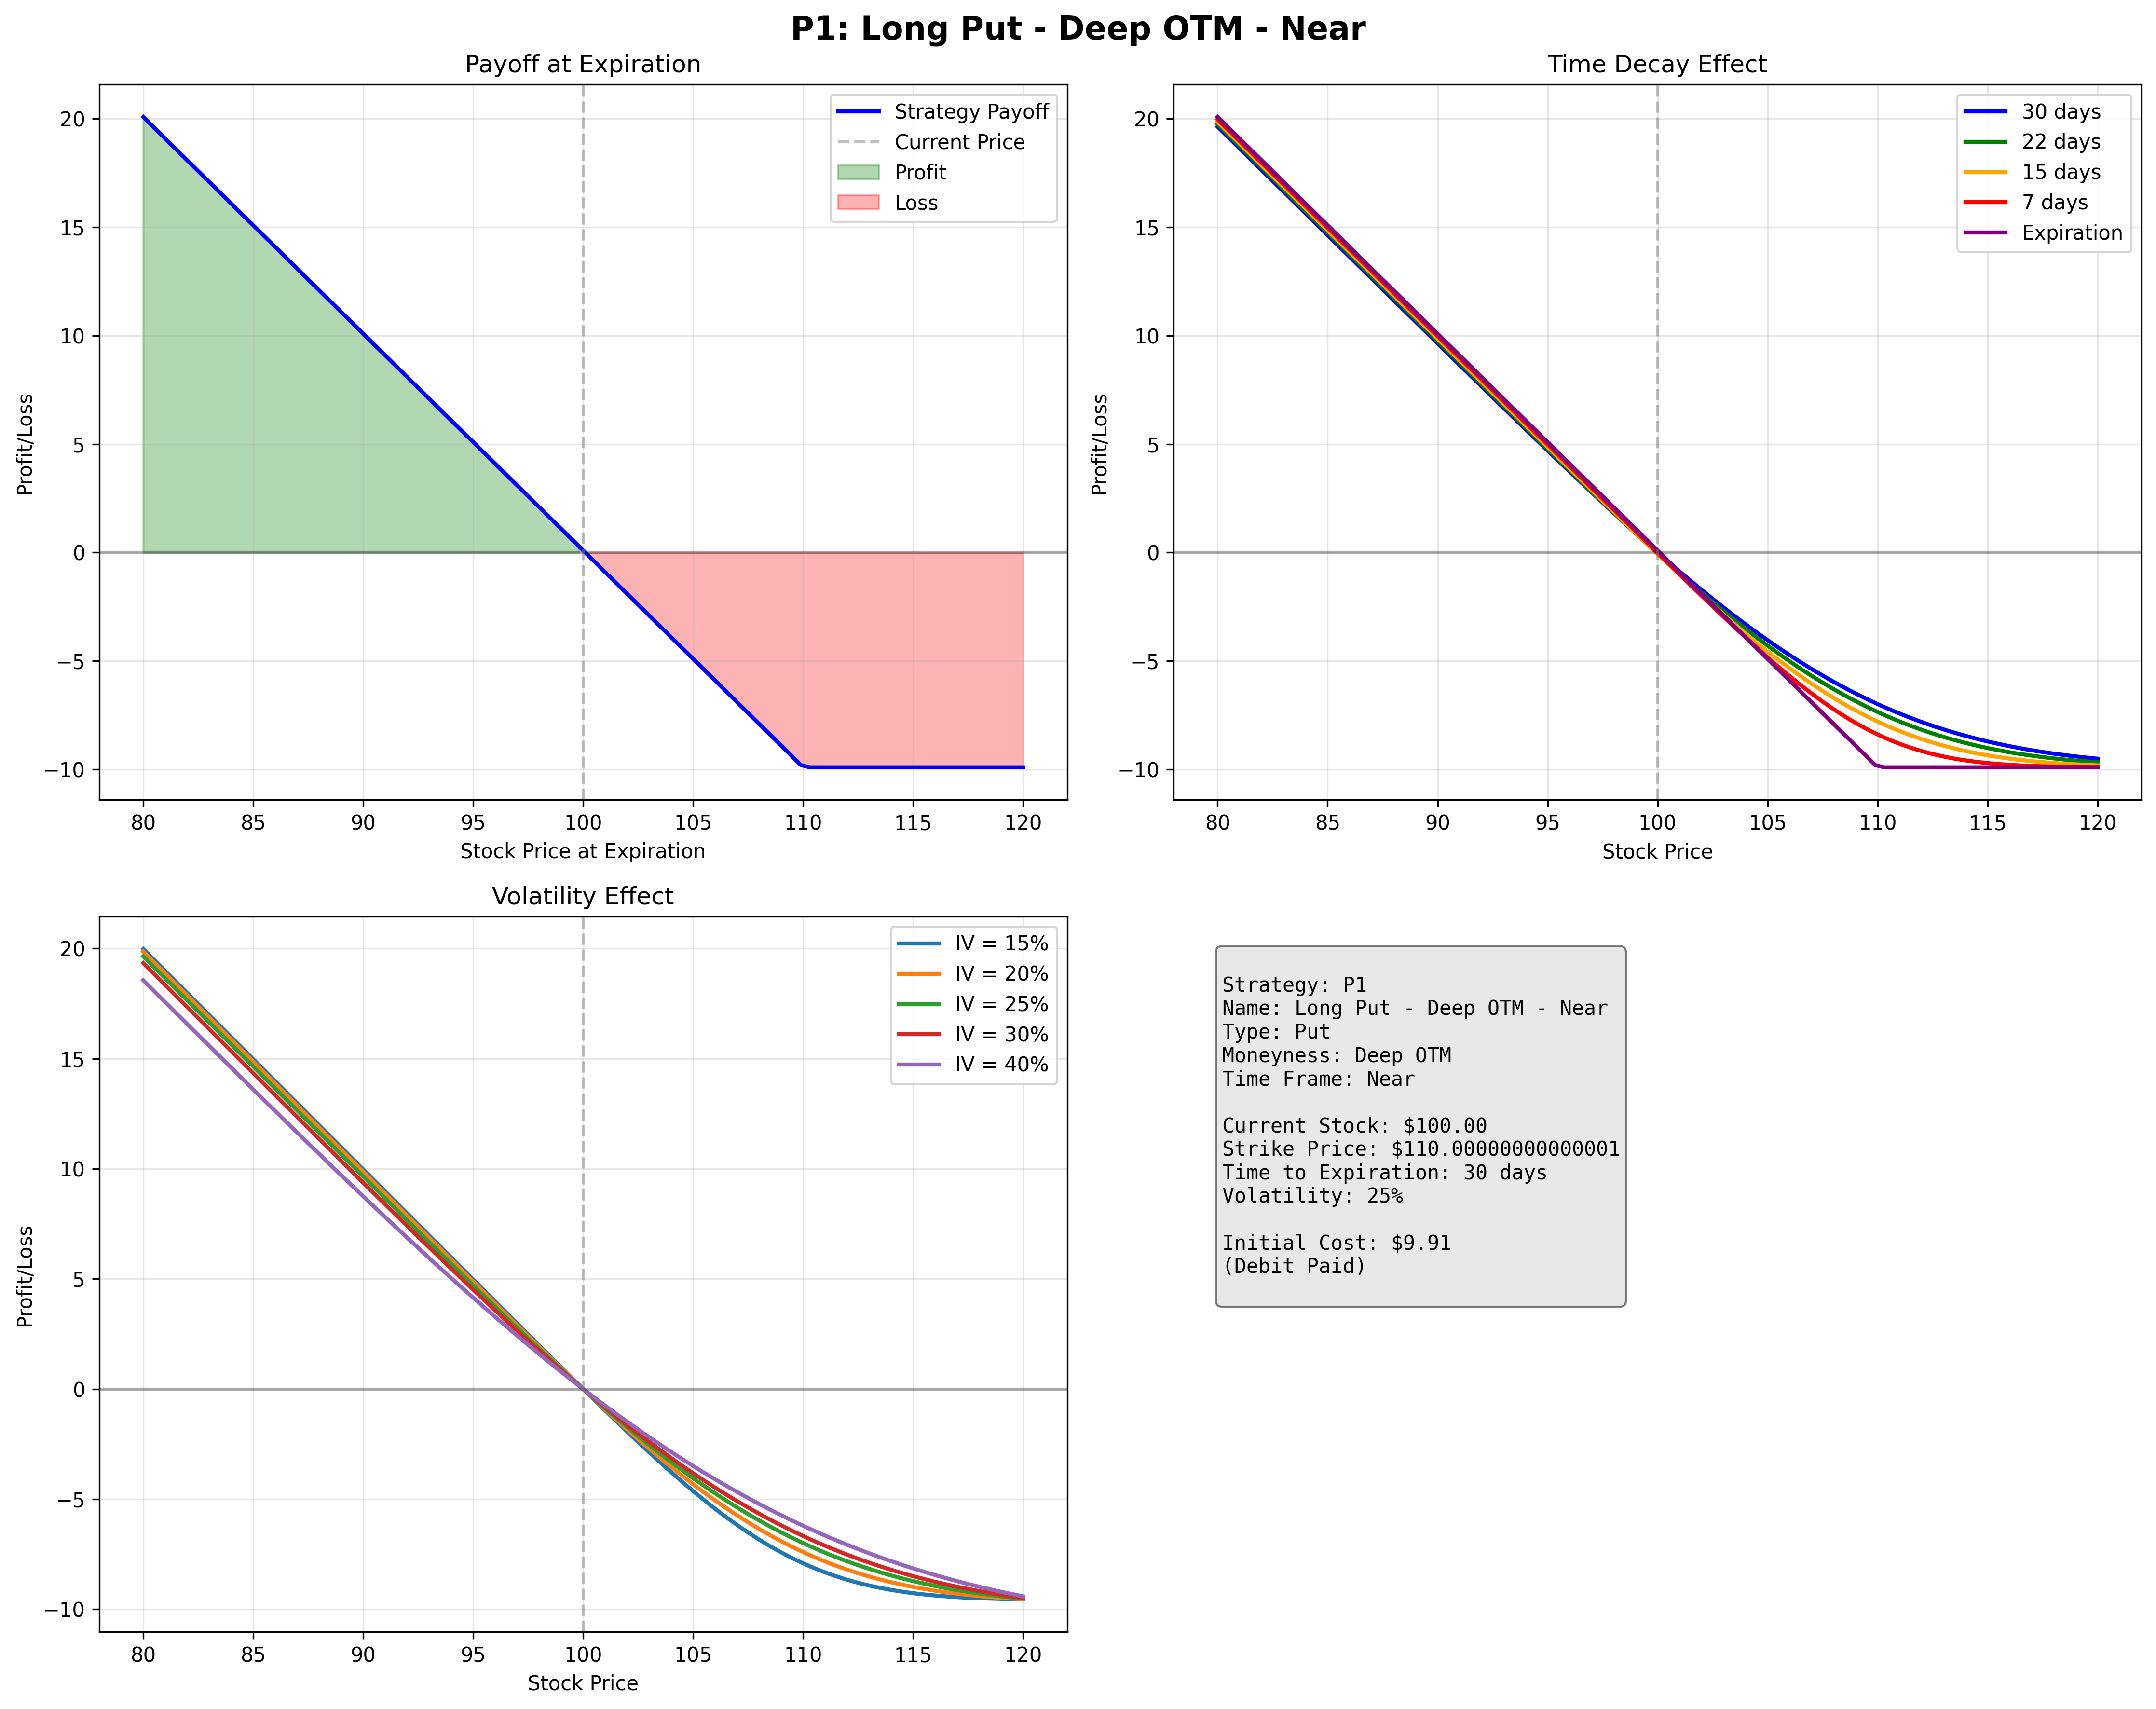 P1: Long Put - Deep OTM - Near
Payoff at Expiration
Strategy Payoff
Current Price
Profit
Loss
Profit/Loss
20
15
10
5
0
−5
−10
80 85 90 95 100 105 110 115 120
Stock Price at Expiration
Time Decay Effect
30 days
22 days
15 days
7 days
Expiration
Profit/Loss
20
15
10
5
0
−5
−10
80 85 90 95 100 105 110 115 120
Stock Price
Volatility Effect
IV = 15%
IV = 20%
IV = 25%
IV = 30%
IV = 40%
Profit/Loss
20
15
10
5
0
−5
−10
80 85 90 95 100 105 110 115 120
Stock Price
Strategy: P1
Name: Long Put - Deep OTM - Near
Type: Put
Moneyness: Deep OTM
Time Frame: Near
Current Stock: $100.00
Strike Price: $110.00000000000001
Time to Expiration: 30 days
Volatility: 25%
Initial Cost: $9.91
(Debit Paid)